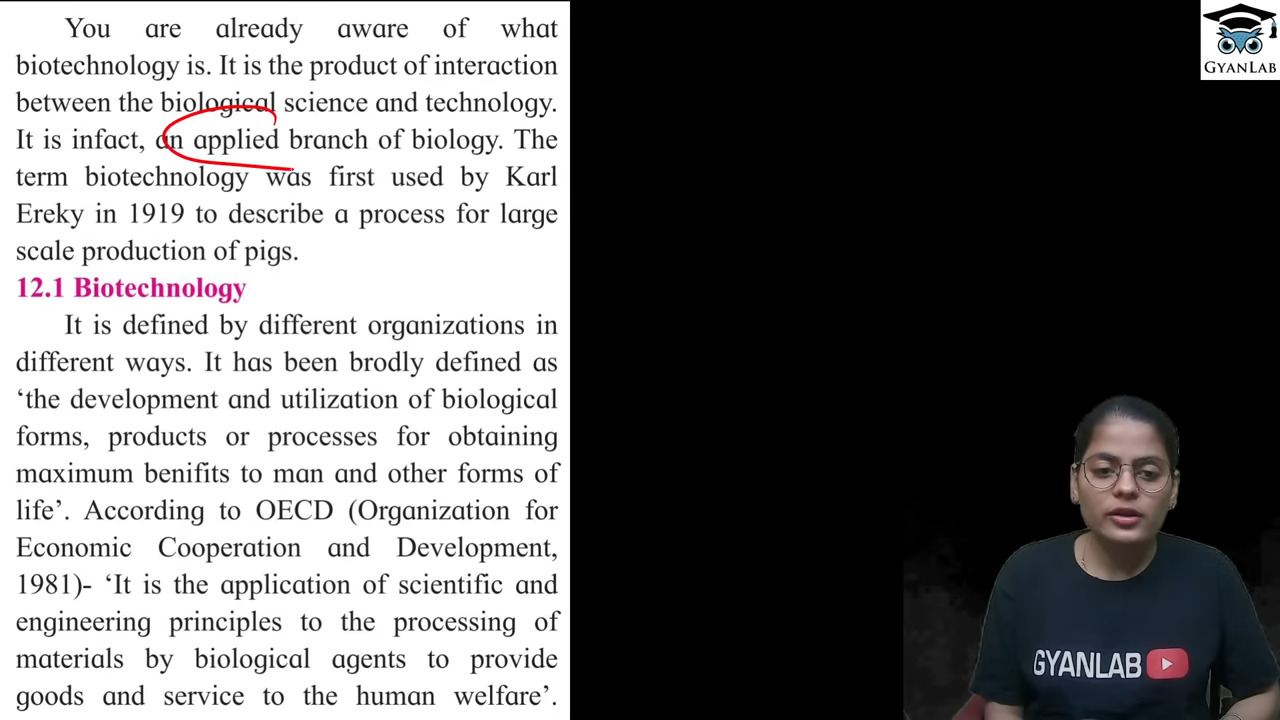 You are already aware of what
biotechnology is. It is the product of interaction
between the biological science and technology.
It is infact, an applied branch of biology. The
term biotechnology was first used by Karl
Ereky in 1919 to describe a process for large
scale production of pigs.
12.1 Biotechnology
It is defined by different organizations in
different ways. It has been brodly defined as
‘the development and utilization of biological
forms, products or processes for obtaining
maximum benifits to man and other forms of
life’. According to OECD (Organization for
Economic Cooperation and Development,
1981)- ‘It is the application of scientific and
engineering principles to the processing of
materials by biological agents to provide
goods and service to the human welfare’.
GYANLAB
GYANLAB